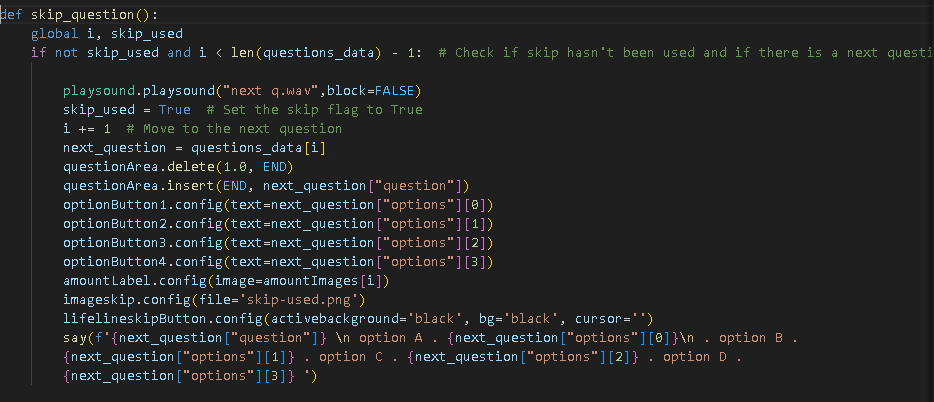 def skip_question():
global i, skip_used
if not skip_used and i < len(questions_data) - 1:  # Check if skip hasn't been used and if there is a next questi
playsound.playsound("next q.wav",block=FALSE)
skip_used = True  # Set the skip flag to True
i += 1  # Move to the next question
next_question = questions_data[i]
questionArea.delete(1.0, END)
questionArea.insert(END, next_question["question"])
optionButton1.config(text=next_question["options"][0])
optionButton2.config(text=next_question["options"][1])
optionButton3.config(text=next_question["options"][2])
optionButton4.config(text=next_question["options"][3])
amountLabel.config(image=amountImages[i])
imageskip.config(file='skip-used.png')
lifelineskipButton.config(activebackground='black', bg='black', cursor='')
say(f'{next_question["question"]} \n option A . {next_question["options"][0]}\n . option B .
{next_question["options"][1]} . option C . {next_question["options"][2]} . option D .
{next_question["options"][3]} ')